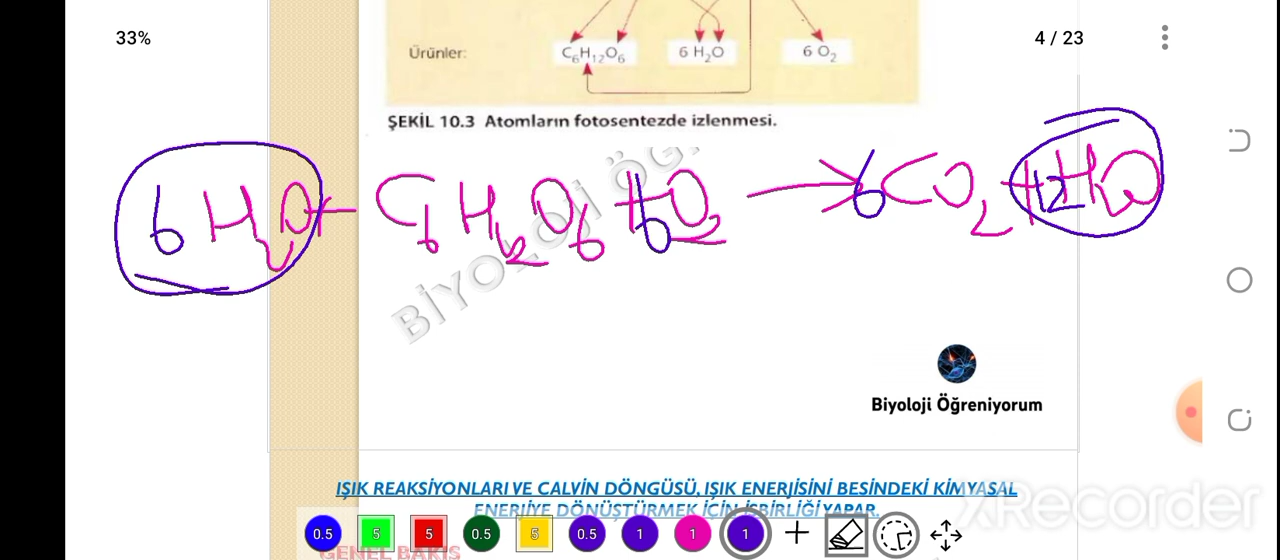 33%
4 / 23
Ürünler:
C6H12O6
6 H2O
6 O2
ŞEKİL 10.3 Atomların fotosentezde izlenmesi.
6 H2O + C6H12O6 + 6O2 → 6CO2 + 12H2O
BİYOLOJİ ÖĞR
Biyoloji Öğreniyorum
IŞIK REAKSİYONLARI VE CALVİN DÖNGÜSÜ, IŞIK ENERJİSİNİ BESİNDEKİ KİMYASAL
ENERJİYE DÖNÜŞTÜRMEK İÇİN İŞBİRLİĞİ YAPAR.
0.5 5 5 0.5 5 0.5 1 1 1
GENEL BAKIŞ
XRecorder